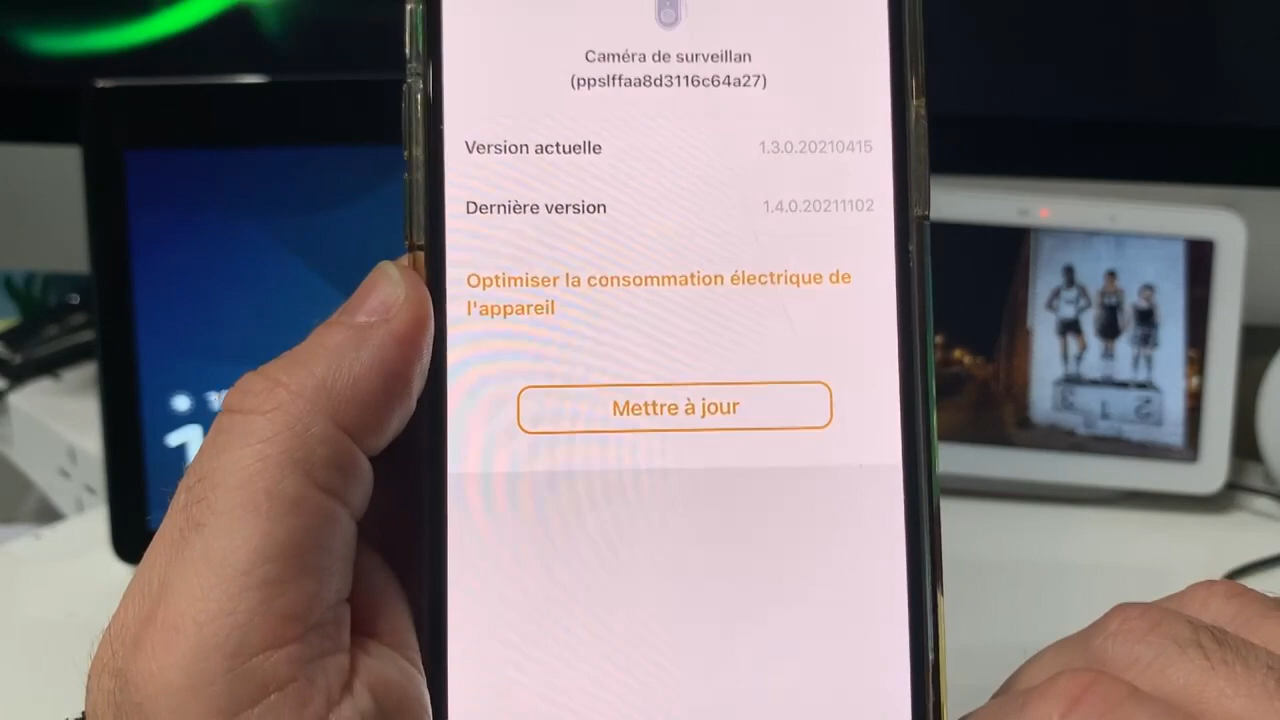 Caméra de surveillan
(ppslffaa8d3116c64a27)
Version actuelle 1.3.0.20210415
Dernière version 1.4.0.20211102
Optimiser la consommation électrique de
l'appareil
Mettre à jour